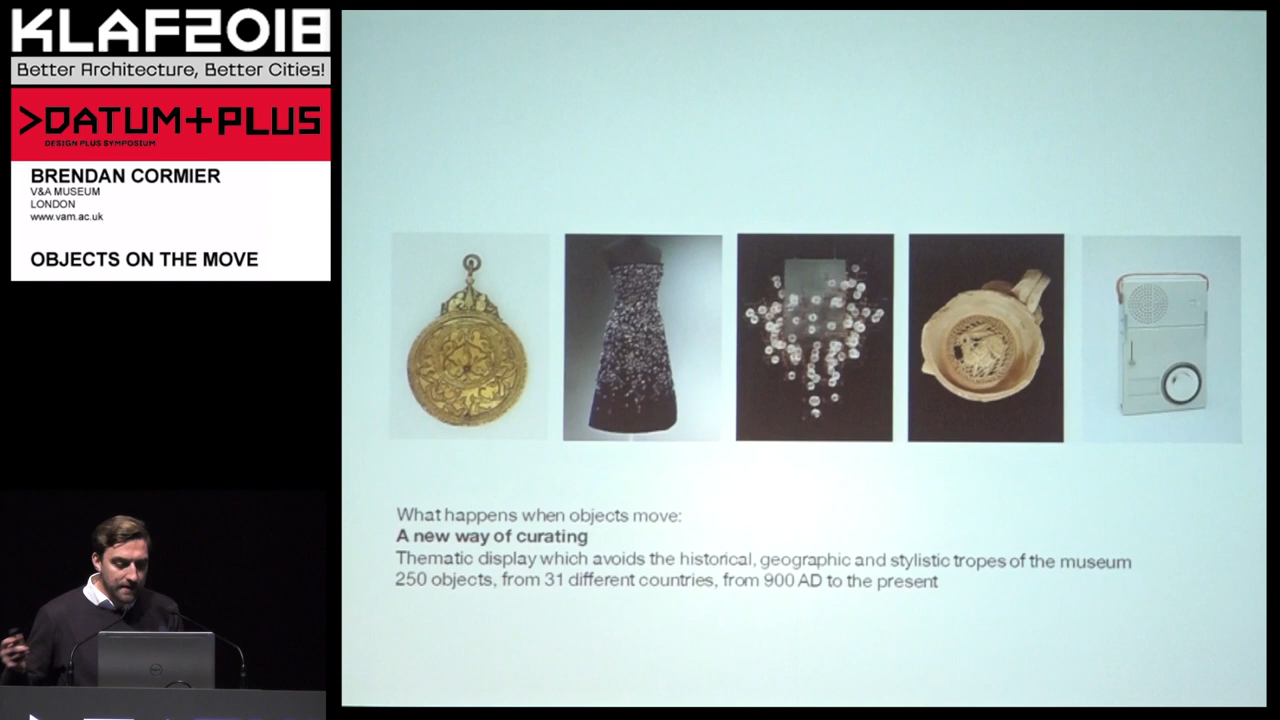 KLAF2018
Better Architecture, Better Cities!
>DATUM+PLUS
DESIGN PLUS SYMPOSIUM
BRENDAN CORMIER
V&A MUSEUM
LONDON
www.vam.ac.uk
OBJECTS ON THE MOVE
What happens when objects move:
A new way of curating
Thematic display which avoids the historical, geographic and stylistic tropes of the museum
250 objects, from 31 different countries, from 900 AD to the present